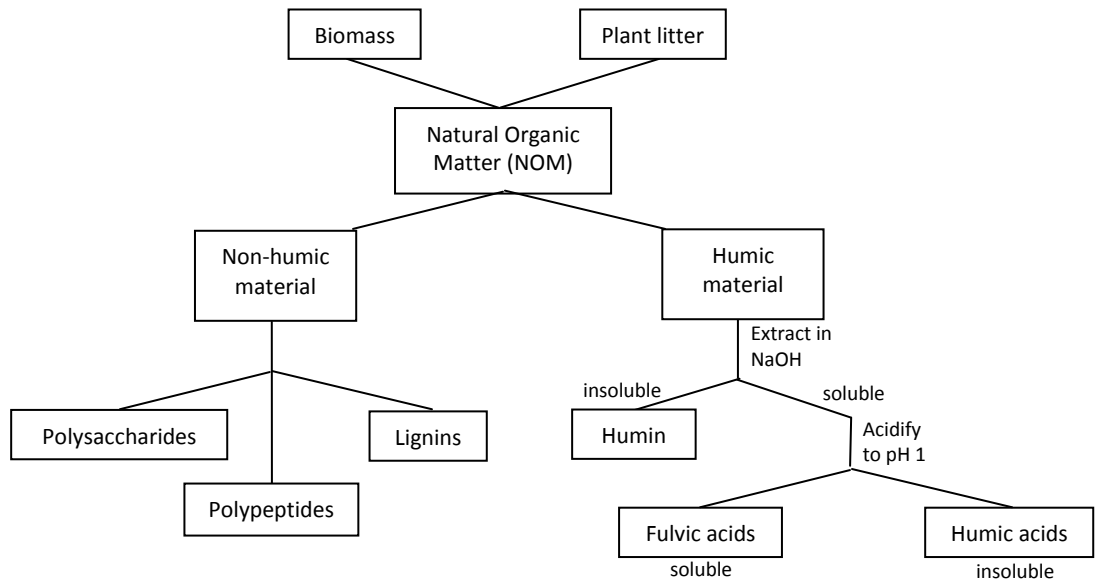 Biomass
Plant litter
Natural Organic
Matter (NOM)
Non-humic
material
Humic
material
Extract in
NaOH
insoluble
soluble
Polysaccharides
Lignins
Humin
Acidify
to pH 1
Polypeptides
Fulvic acids
Humic acids
soluble
insoluble